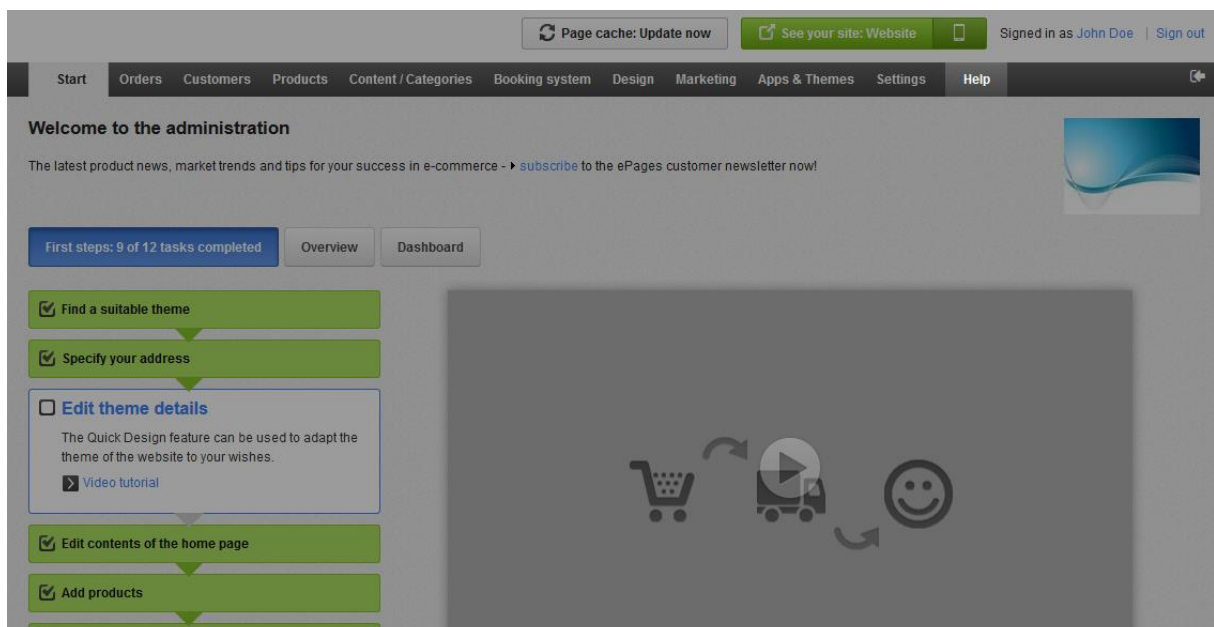 Page cache: Update now
See your site: Website
Signed in as John Doe | Sign out
Start Orders Customers Products Content / Categories Booking system Design Marketing Apps & Themes Settings Help
Welcome to the administration
The latest product news, market trends and tips for your success in e-commerce - subscribe to the ePages customer newsletter now!
First steps: 9 of 12 tasks completed
Overview
Dashboard
Find a suitable theme
Specify your address
Edit theme details
The Quick Design feature can be used to adapt the
theme of the website to your wishes.
Video tutorial
Edit contents of the home page
Add products